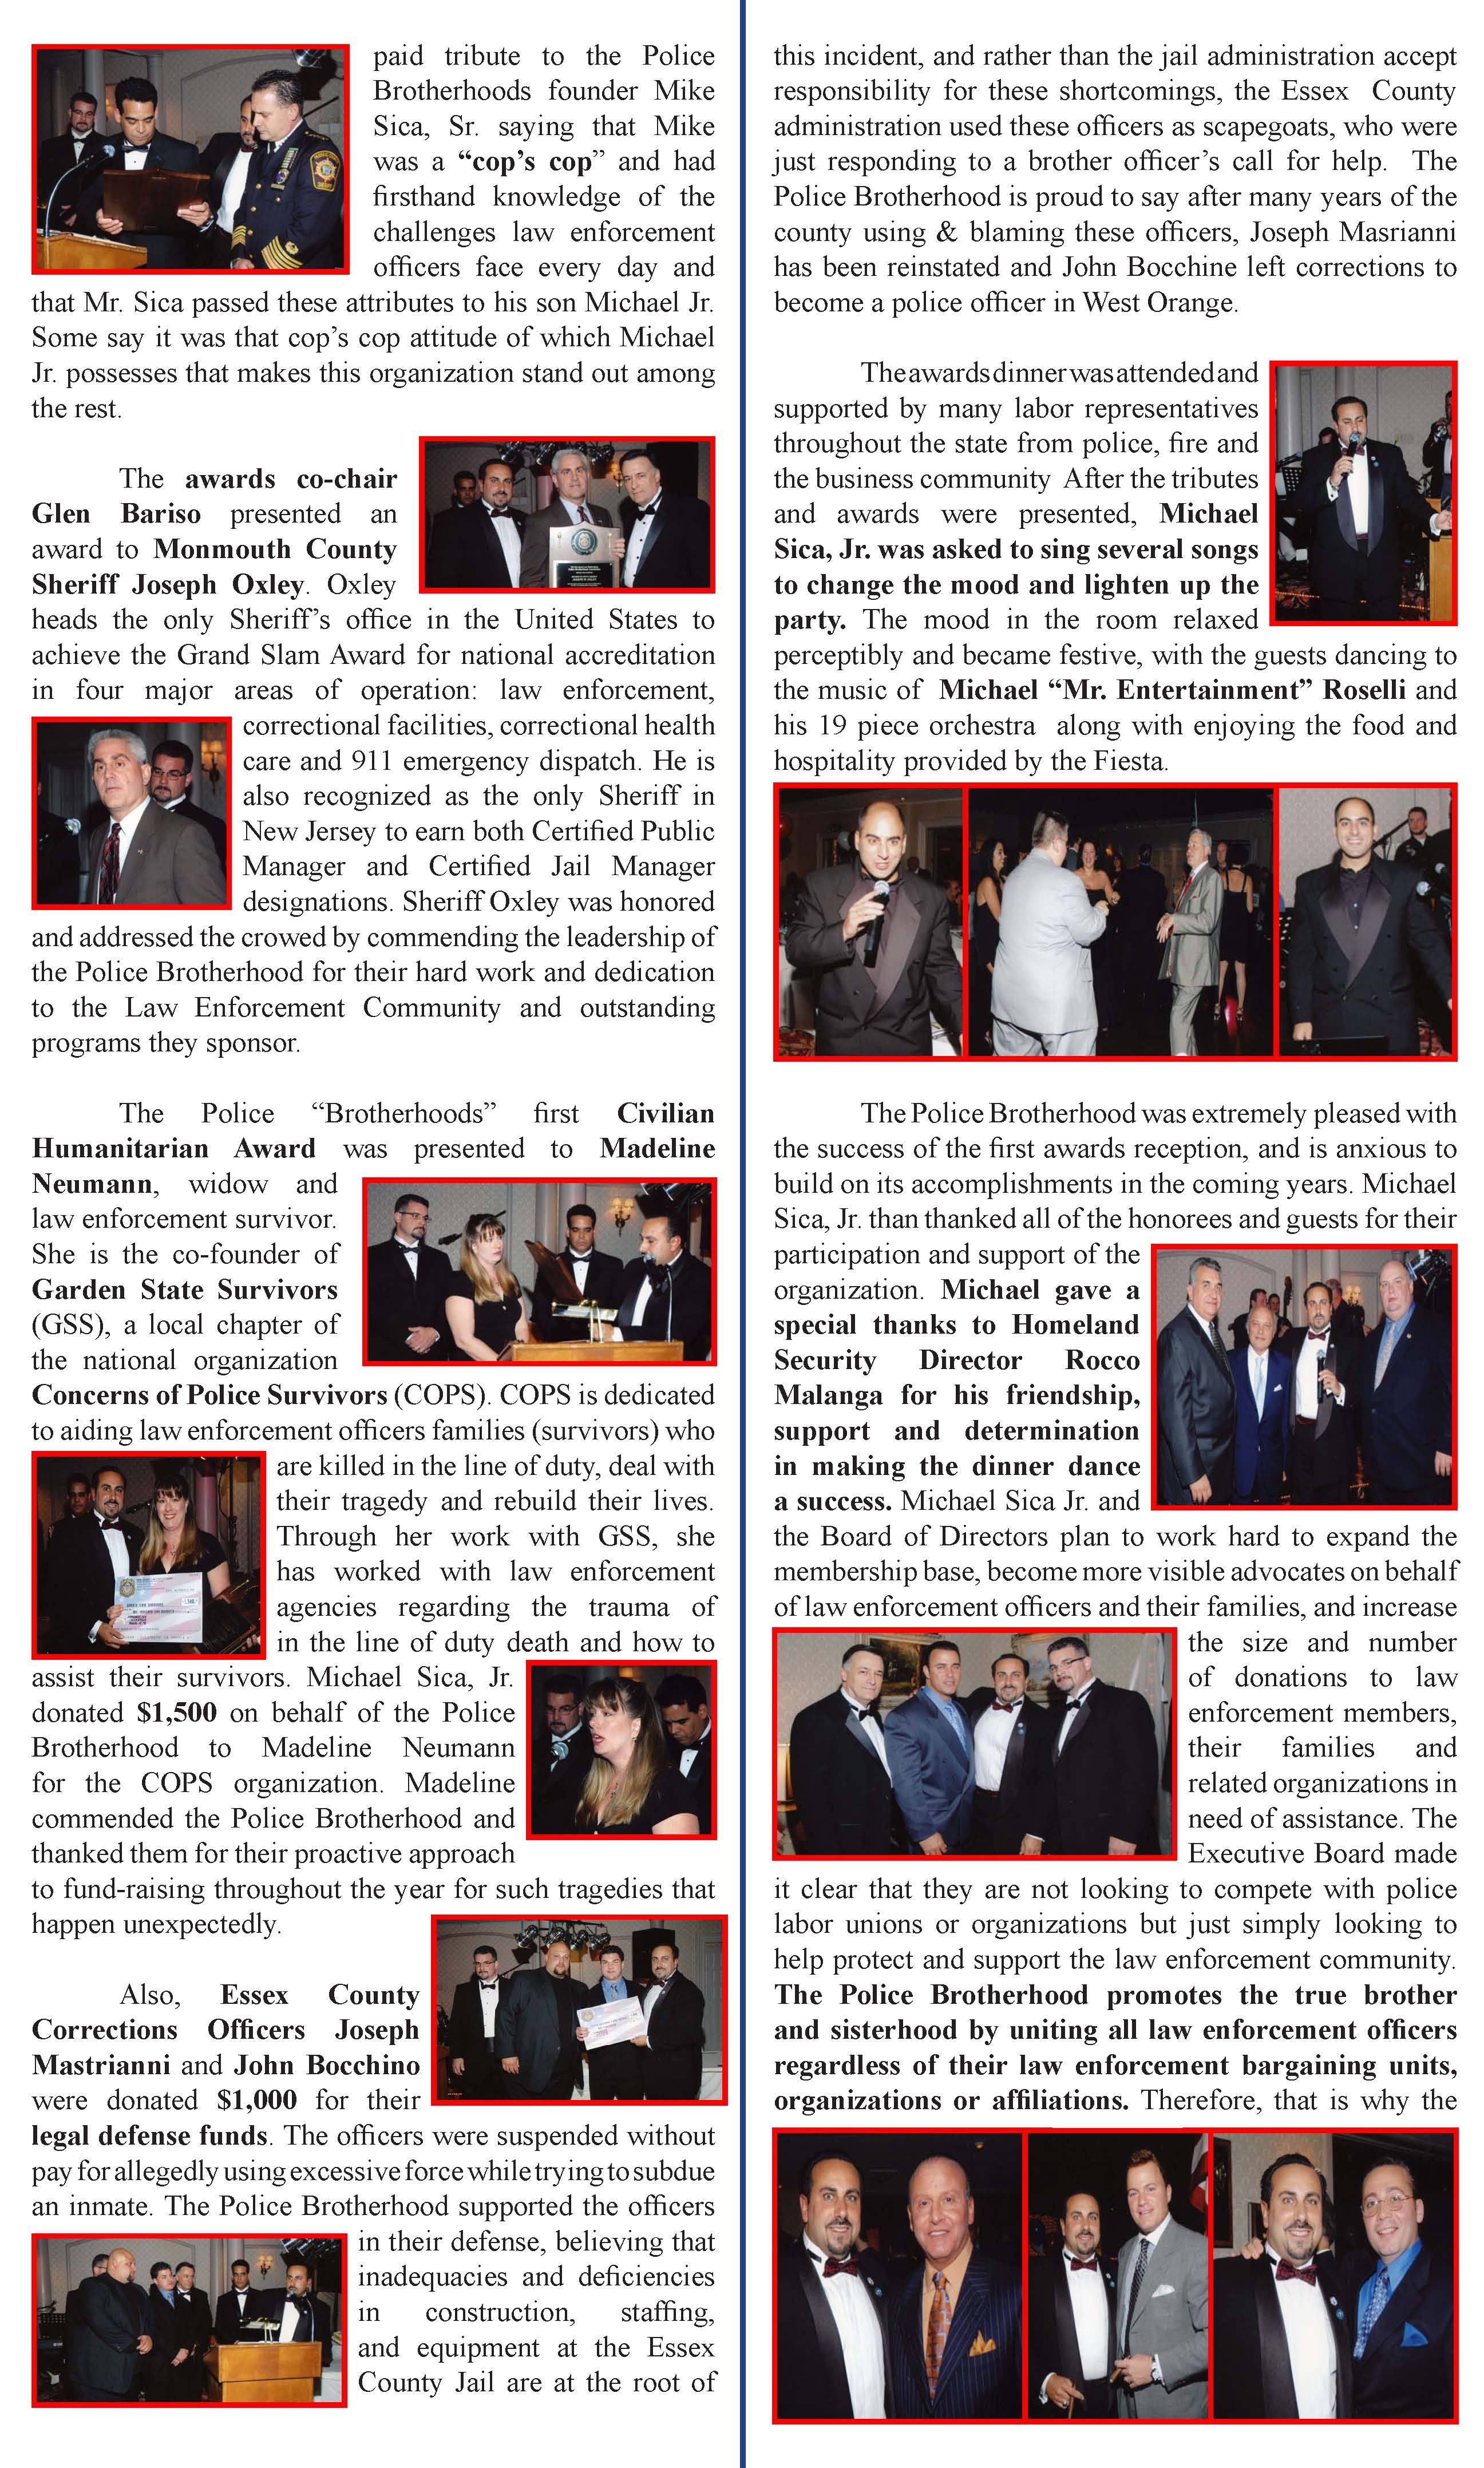 paid tribute to the Police
Brotherhoods founder Mike
Sica, Sr. saying that Mike
was a “cop’s cop” and had
firsthand knowledge of the
challenges law enforcement
officers face every day and
that Mr. Sica passed these attributes to his son Michael Jr.
Some say it was that cop’s cop attitude of which Michael
Jr. possesses that makes this organization stand out among
the rest.
The awards co-chair
Glen Bariso presented an
award to Monmouth County
Sheriff Joseph Oxley. Oxley
heads the only Sheriff’s office in the United States to
achieve the Grand Slam Award for national accreditation
in four major areas of operation: law enforcement,
correctional facilities, correctional health
care and 911 emergency dispatch. He is
also recognized as the only Sheriff in
New Jersey to earn both Certified Public
Manager and Certified Jail Manager
designations. Sheriff Oxley was honored
and addressed the crowed by commending the leadership of
the Police Brotherhood for their hard work and dedication
to the Law Enforcement Community and outstanding
programs they sponsor.
The Police “Brotherhoods” first Civilian
Humanitarian Award was presented to Madeline
Neumann, widow and
law enforcement survivor.
She is the co-founder of
Garden State Survivors
(GSS), a local chapter of
the national organization
Concerns of Police Survivors (COPS). COPS is dedicated
to aiding law enforcement officers families (survivors) who
are killed in the line of duty, deal with
their tragedy and rebuild their lives.
Through her work with GSS, she
has worked with law enforcement
agencies regarding the trauma of
in the line of duty death and how to
assist their survivors. Michael Sica, Jr.
donated $1,500 on behalf of the Police
Brotherhood to Madeline Neumann
for the COPS organization. Madeline
commended the Police Brotherhood and
thanked them for their proactive approach
to fund-raising throughout the year for such tragedies that
happen unexpectedly.
Also, Essex County
Corrections Officers Joseph
Mastrianni and John Bocchino
were donated $1,000 for their
legal defense funds. The officers were suspended without
pay for allegedly using excessive force while trying to subdue
an inmate. The Police Brotherhood supported the officers
in their defense, believing that
inadequacies and deficiencies
in construction, staffing,
and equipment at the Essex
County Jail are at the root of
this incident, and rather than the jail administration accept
responsibility for these shortcomings, the Essex County
administration used these officers as scapegoats, who were
just responding to a brother officer’s call for help. The
Police Brotherhood is proud to say after many years of the
county using & blaming these officers, Joseph Masrianni
has been reinstated and John Bocchine left corrections to
become a police officer in West Orange.
The awards dinner was attended and
supported by many labor representatives
throughout the state from police, fire and
the business community After the tributes
and awards were presented, Michael
Sica, Jr. was asked to sing several songs
to change the mood and lighten up the
party. The mood in the room relaxed
perceptibly and became festive, with the guests dancing to
the music of Michael “Mr. Entertainment” Roselli and
his 19 piece orchestra along with enjoying the food and
hospitality provided by the Fiesta.
The Police Brotherhood was extremely pleased with
the success of the first awards reception, and is anxious to
build on its accomplishments in the coming years. Michael
Sica, Jr. than thanked all of the honorees and guests for their
participation and support of the
organization. Michael gave a
special thanks to Homeland
Security Director Rocco
Malanga for his friendship,
support and determination
in making the dinner dance
a success. Michael Sica Jr. and
the Board of Directors plan to work hard to expand the
membership base, become more visible advocates on behalf
of law enforcement officers and their families, and increase
the size and number
of donations to law
enforcement members,
their families and
related organizations in
need of assistance. The
Executive Board made
it clear that they are not looking to compete with police
labor unions or organizations but just simply looking to
help protect and support the law enforcement community.
The Police Brotherhood promotes the true brother
and sisterhood by uniting all law enforcement officers
regardless of their law enforcement bargaining units,
organizations or affiliations. Therefore, that is why the